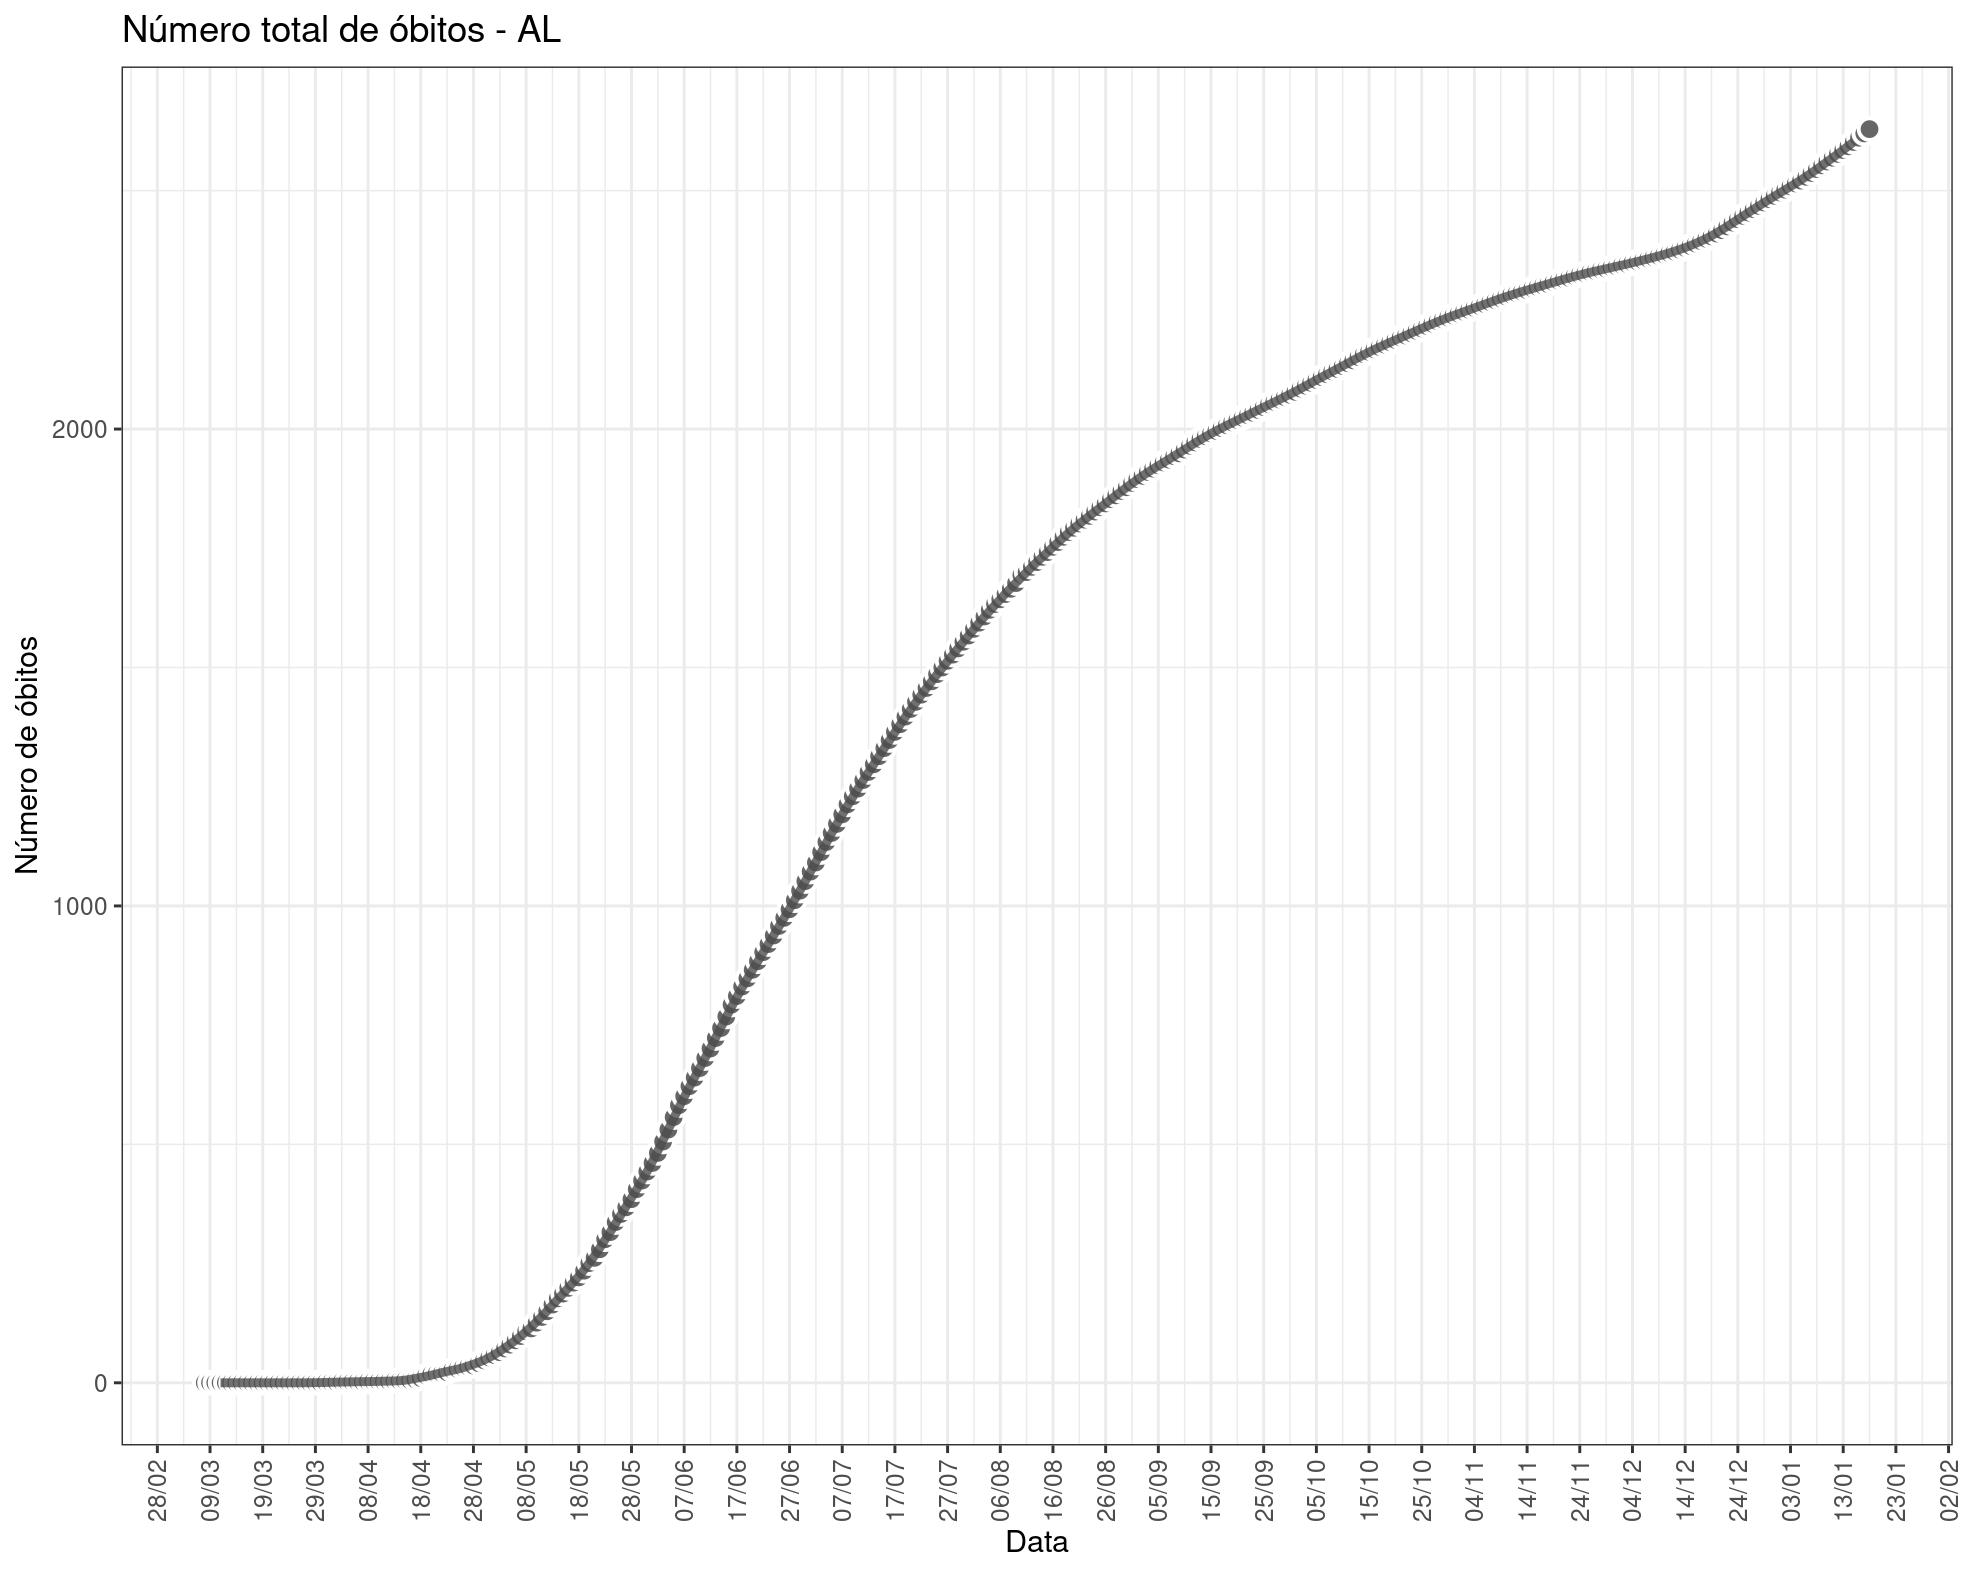 Número total de óbitos - AL
Número de óbitos
2000
1000
0
28/02 09/03 19/03 29/03 08/04 18/04 28/04 08/05 18/05 28/05 07/06 17/06 27/06 07/07 17/07 27/07 06/08 16/08 26/08 05/09 15/09 25/09 05/10 15/10 25/10 04/11 14/11 24/11 04/12 14/12 24/12 03/01 13/01 23/01 02/02
Data